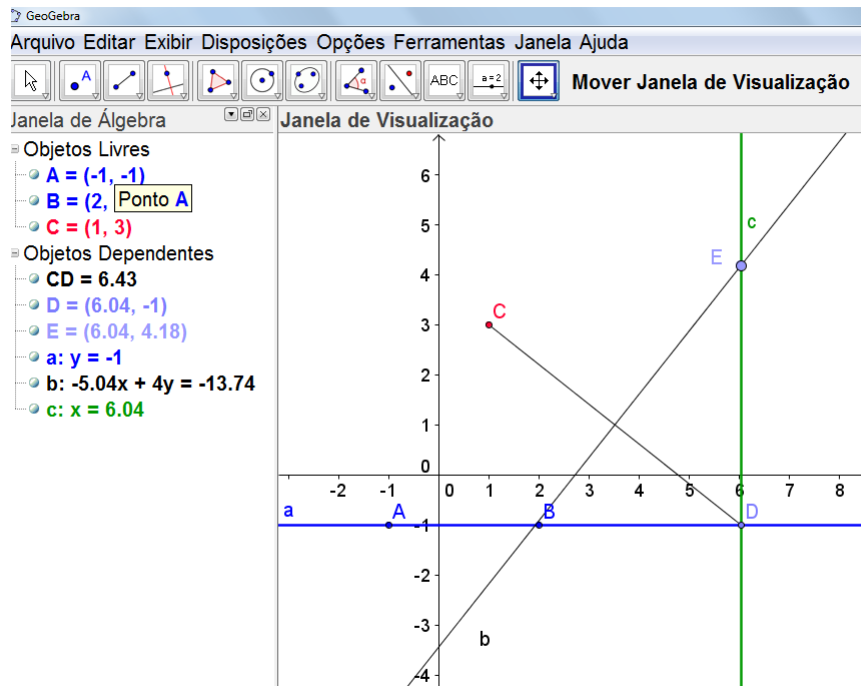 GeoGebra
Arquivo Editar Exibir Disposições Opções Ferramentas Janela Ajuda
A
α
ABC
a=2
Mover Janela de Visualização
Janela de Álgebra
Janela de Visualização
Objetos Livres
A = (-1, -1)
B = (2,
Ponto A
C = (1, 3)
Objetos Dependentes
CD = 6.43
D = (6.04, -1)
E = (6.04, 4.18)
a: y = -1
b: -5.04x + 4y = -13.74
c: x = 6.04
6
5
c
E
4
C
3
2
1
0
-2 -1 0 1 2 3 4 5 6 7 8
a A B D
-1
-2
-3
b
-4